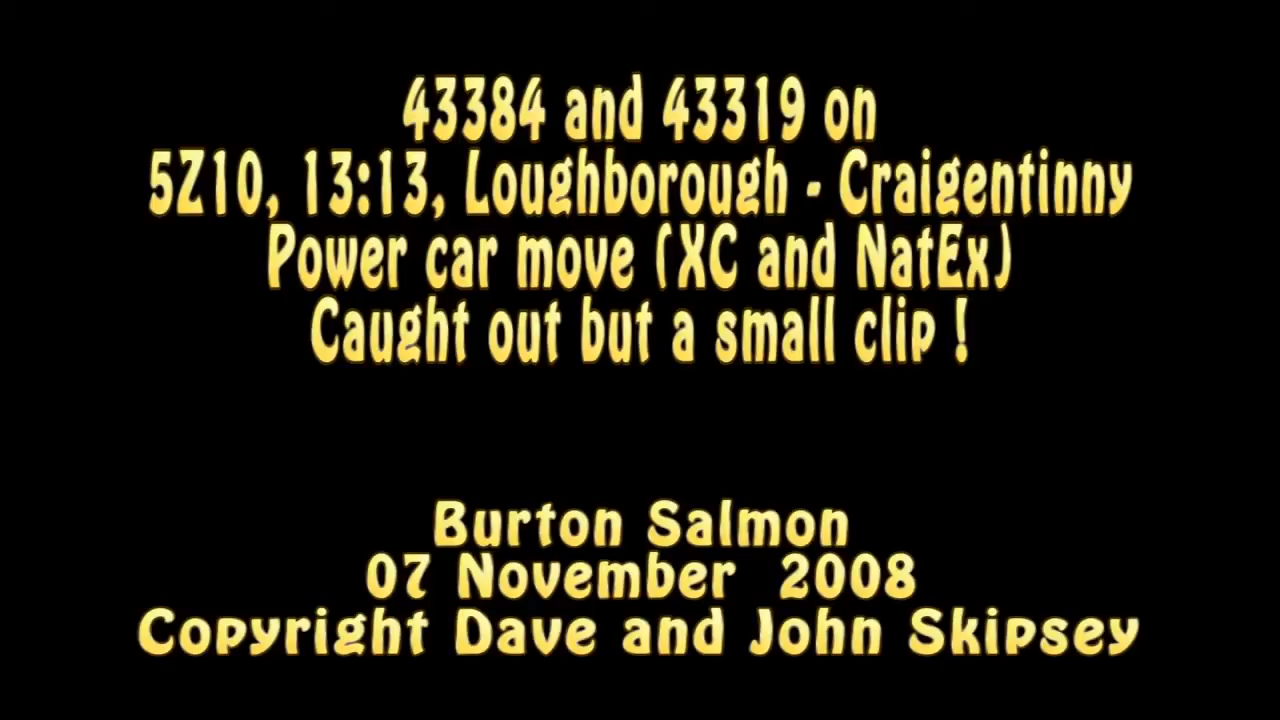 43384 and 43319 on
5Z10, 13:13, Loughborough - Craigentinny
Power car move (XC and NatEx)
Caught out but a small clip !
Burton Salmon
07 November 2008
Copyright Dave and John Skipsey